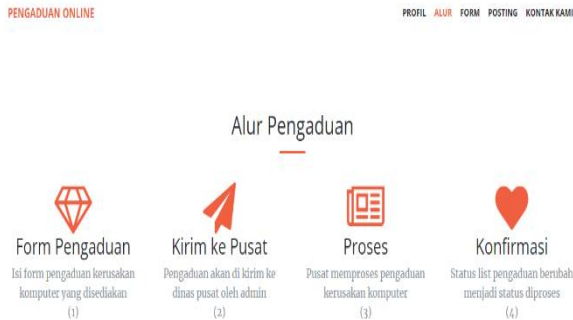 PENGADUAN ONLINE
PROFIL ALUR FORM POSTING KONTAK KAMI
Alur Pengaduan
Form Pengaduan
Isi form pengaduan kerusakan
komputer yang disediakan
(1)
Kirim ke Pusat
Pengaduan akan di kirim ke
dinas pusat oleh admin
(2)
Proses
Pusat memproses pengaduan
kerusakan komputer
(3)
Konfirmasi
Status list pengaduan berubah
menjadi status diproses
(4)